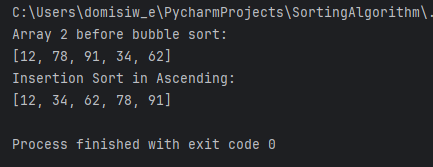 C:\Users\domisiw_e\PycharmProjects\SortingAlgorithm\.
Array 2 before bubble sort:
[12, 78, 91, 34, 62]
Insertion Sort in Ascending:
[12, 34, 62, 78, 91]
Process finished with exit code 0